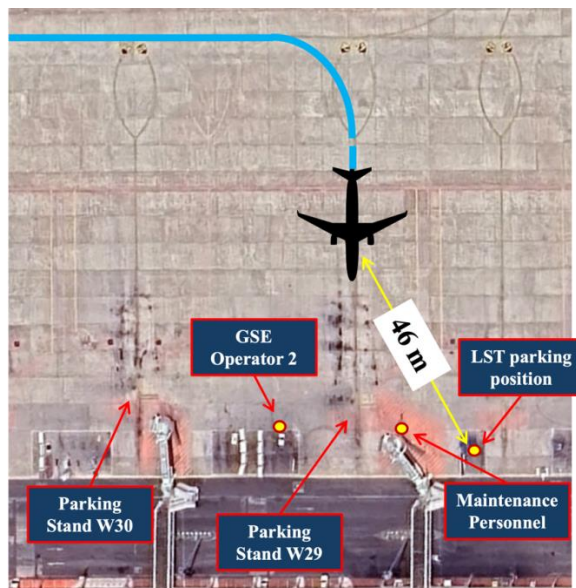 GSE
Operator 2
46 m
LST parking
position
Parking
Stand W30
Parking
Stand W29
Maintenance
Personnel